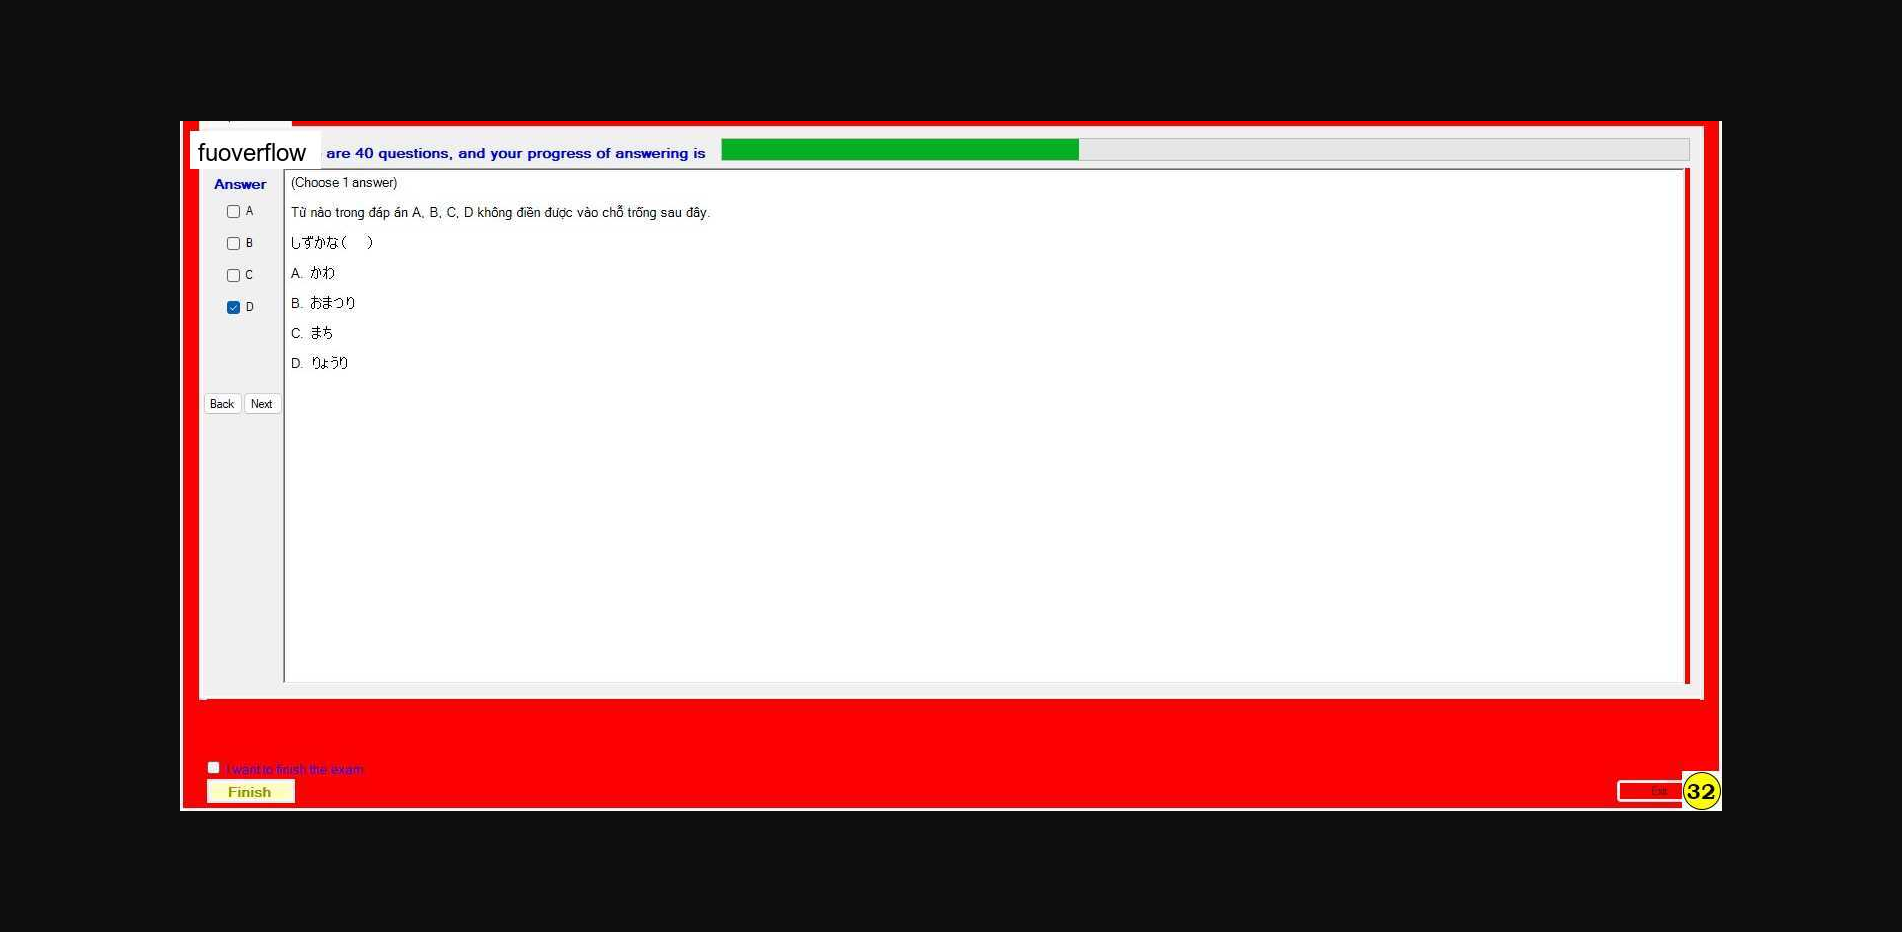 fuoverflow are 40 questions, and your progress of answering is
Answer
A
B
C
D
Back Next
(Choose 1 answer)
Từ nào trong đáp án A, B, C, D không điền được vào chỗ trống sau đây.
しずかな（　）
A. かわ
B. おまつり
C. まち
D. りょうり
I want to finish the exam.
Finish
Exit
32